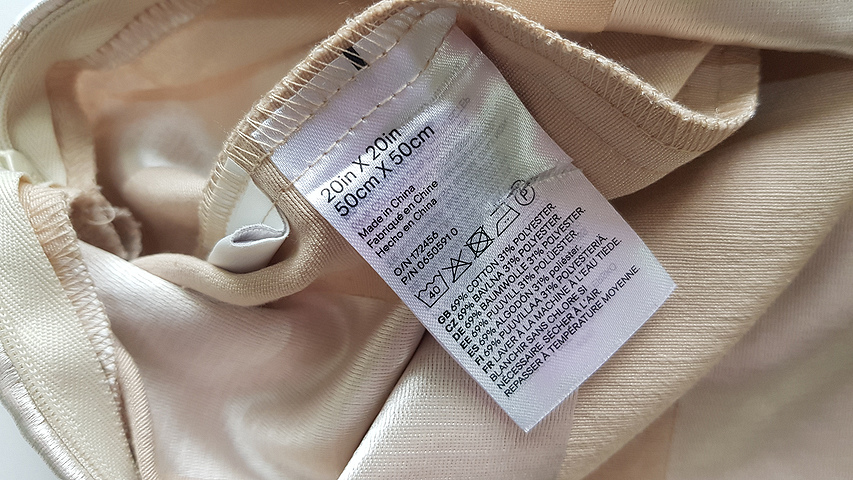 20in X 20in
50cm X 50cm
Made in China
Fabriqué en Chine
Hecho en China
O/N 172456
P/N 0650591.0
40
P
GB 69% COTTON 31% POLYESTER
CZ 69% BAVLNA 31% POLYESTER
DE 69% BAUMWOLLE 31% POLYESTER
EE 69% PUUVILL 31% POLÜESTER.
ES 69% ALGODÓN 31% poliéster.
FI 69% PUUVILLAA 31% POLYESTERIÄ
FR LAVER À LA MACHINE À L'EAU TIÈDE.
BLANCHIR SANS CHLORE SI
NÉCESSAIRE SÉCHER À L'AIR
REPASSER À TEMPÉRATURE MOYENNE